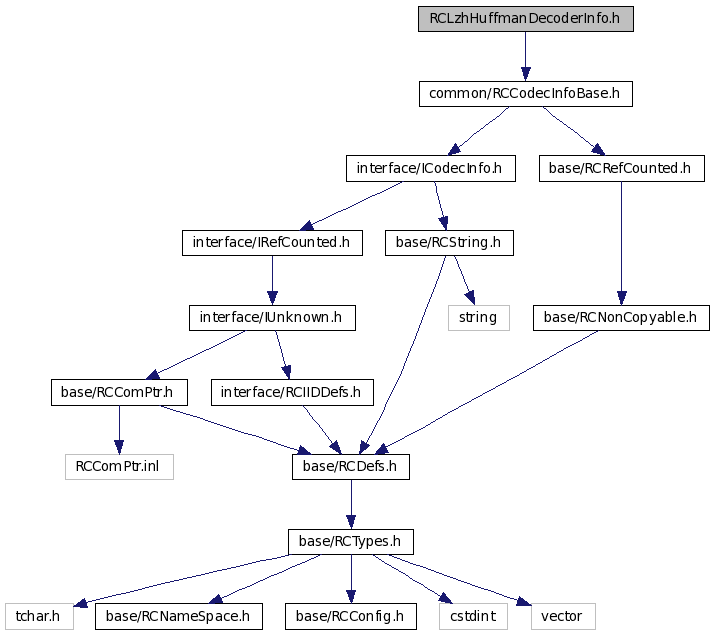 RCLzhHuffmanDecoderInfo.h
common/RCCodecInfoBase.h
interface/ICodecInfo.h
base/RCRefCounted.h
interface/IRefCounted.h
base/RCString.h
interface/IUnknown.h
string
base/RCNonCopyable.h
base/RCComPtr.h
interface/RCIIDDefs.h
RCComPtr.inl
base/RCDefs.h
base/RCTypes.h
tchar.h
base/RCNameSpace.h
base/RCConfig.h
cstdint
vector